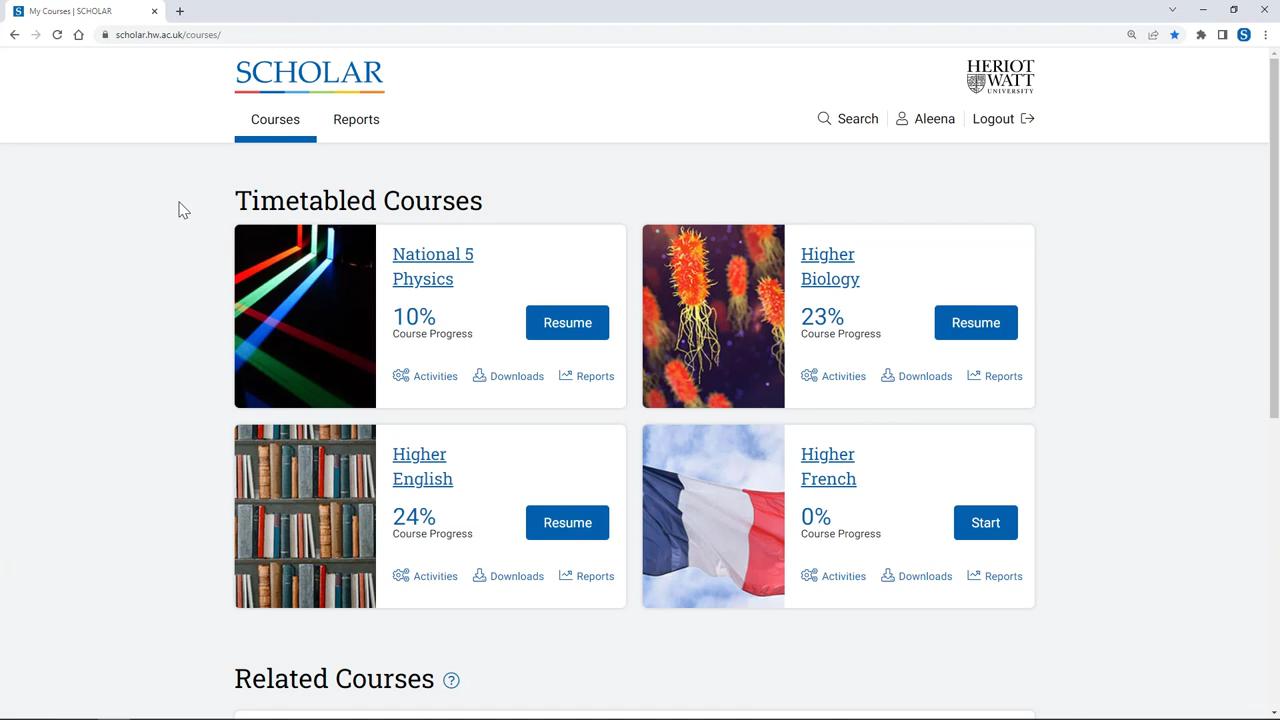 My Courses | SCHOLAR
scholar.hw.ac.uk/courses/
SCHOLAR
HERIOT
WATT
UNIVERSITY
Courses Reports
Search Aleena Logout
Timetabled Courses
National 5
Physics
10%
Course Progress
Resume
Activities Downloads Reports
Higher
Biology
23%
Course Progress
Resume
Activities Downloads Reports
Higher
English
24%
Course Progress
Resume
Activities Downloads Reports
Higher
French
0%
Course Progress
Start
Activities Downloads Reports
Related Courses ?